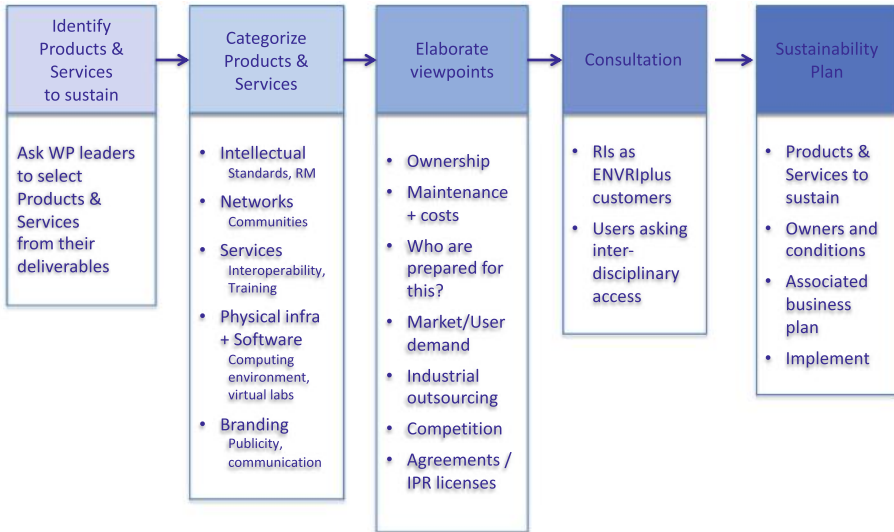 Identify
Products &
Services
to sustain
Ask WP leaders
to select
Products &
Services
from their
deliverables
Categorize
Products &
Services
• Intellectual
Standards, RM
• Networks
Communities
• Services
Interoperability,
Training
• Physical infra
+ Software
Computing
environment,
virtual labs
• Branding
Publicity,
communication
Elaborate
viewpoints
• Ownership
• Maintenance
+ costs
• Who are
prepared for
this?
• Market/User
demand
• Industrial
outsourcing
• Competition
• Agreements /
IPR licenses
Consultation
• RIs as
ENVRIplus
customers
• Users asking
inter-
disciplinary
access
Sustainability
Plan
• Products &
Services to
sustain
• Owners and
conditions
• Associated
business
plan
• Implement